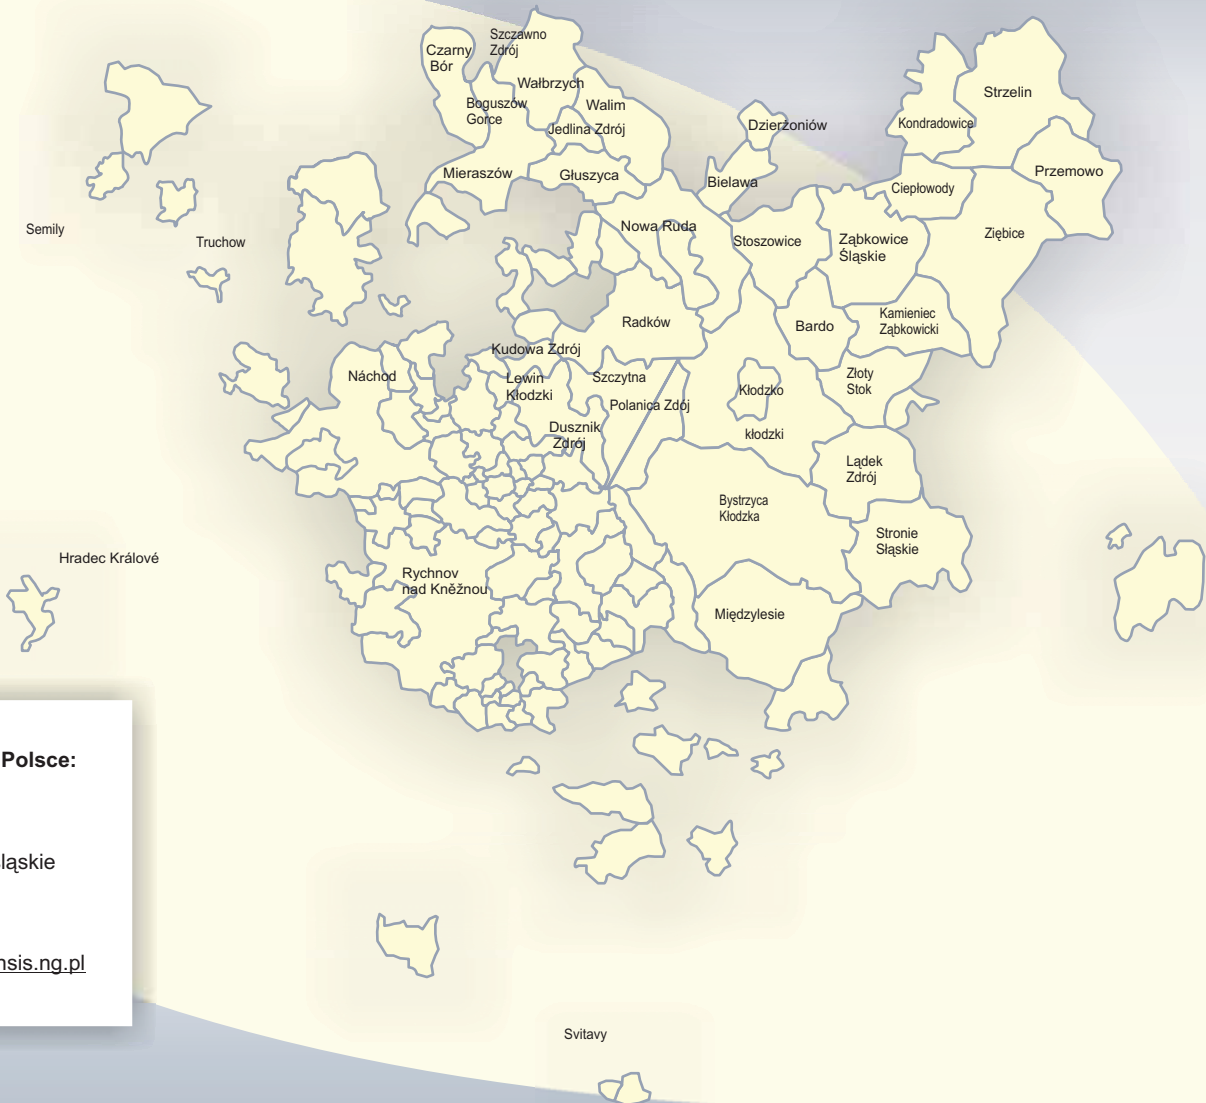 Szczawno
Zdrój
Czarny
Bór
Wałbrzych
Boguszów
Gorce
Walim
Jedlina Zdrój
Mieraszów
Głuszyca
Strzelin
Kondradowice
Dzierżoniów
Przemowo
Bielawa
Ciepłowody
Semily
Truchow
Nowa Ruda
Stoszowice
Ząbkowice
Śląskie
Ziębice
Radków
Bardo
Kamieniec
Ząbkowicki
Kudowa Zdrój
Náchod
Lewin
Kłodzki
Szczytna
Kłodzko
Złoty
Stok
Polanica Zdój
Dusznik
Zdrój
kłodzki
Lądek
Zdrój
Bystrzyca
Kłodzka
Stronie
Sląskie
Hradec Králové
Rychnov
nad Kněžnou
Międzylesie
Polsce:
ląskie
nsis.ng.pl
Svitavy